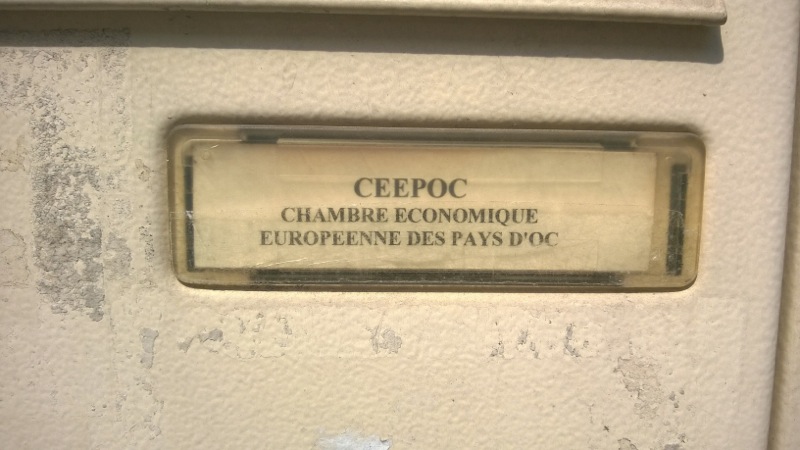 CEEPOC
CHAMBRE ECONOMIQUE
EUROPEENNE DES PAYS D'OC